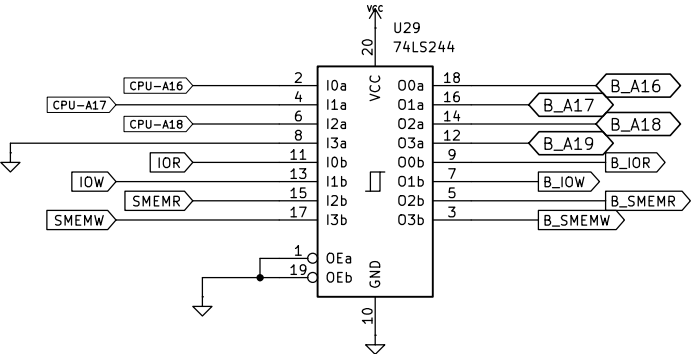 vcc
U29
74LS244
20
VCC
CPU-A16 2 I0a O0a 18 B_A16
CPU-A17 4 I1a O1a 16 B_A17
CPU-A18 6 I2a O2a 14 B_A18
8 I3a O3a 12 B_A19
IOR 11 I0b O0b 9 B_IOR
IOW 13 I1b O1b 7 B_IOW
SMEMR 15 I2b O2b 5 B_SMEMR
SMEMW 17 I3b O3b 3 B_SMEMW
1 OEa
19 OEb
GND
10